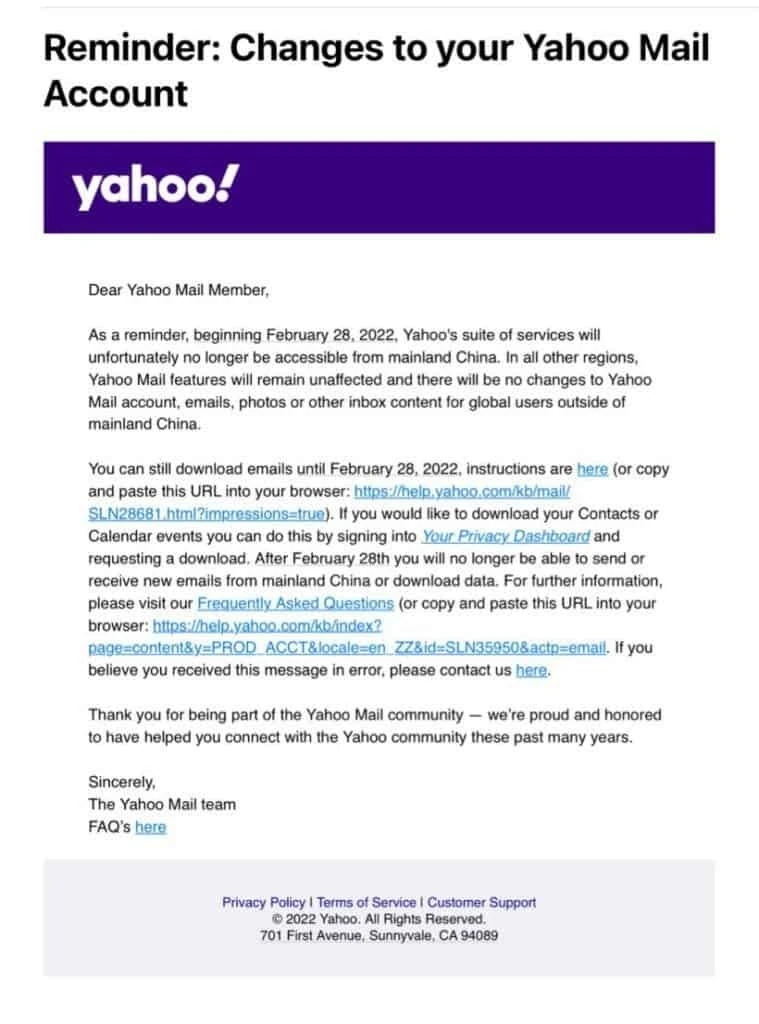 Reminder: Changes to your Yahoo Mail
Account
yahoo!
Dear Yahoo Mail Member,
As a reminder, beginning February 28, 2022, Yahoo's suite of services will
unfortunately no longer be accessible from mainland China. In all other regions,
Yahoo Mail features will remain unaffected and there will be no changes to Yahoo
Mail account, emails, photos or other inbox content for global users outside of
mainland China.
You can still download emails until February 28, 2022, instructions are here (or copy
and paste this URL into your browser: https://help.yahoo.com/kb/mail/
SLN28681.html?impressions=true). If you would like to download your Contacts or
Calendar events you can do this by signing into Your Privacy Dashboard and
requesting a download. After February 28th you will no longer be able to send or
receive new emails from mainland China or download data. For further information,
please visit our Frequently Asked Questions (or copy and paste this URL into your
browser: https://help.yahoo.com/kb/index?
page=content&y=PROD_ACCT&locale=en_ZZ&id=SLN35950&actp=email. If you
believe you received this message in error, please contact us here.
Thank you for being part of the Yahoo Mail community — we're proud and honored
to have helped you connect with the Yahoo community these past many years.
Sincerely,
The Yahoo Mail team
FAQ's here
Privacy Policy | Terms of Service | Customer Support
© 2022 Yahoo. All Rights Reserved.
701 First Avenue, Sunnyvale, CA 94089